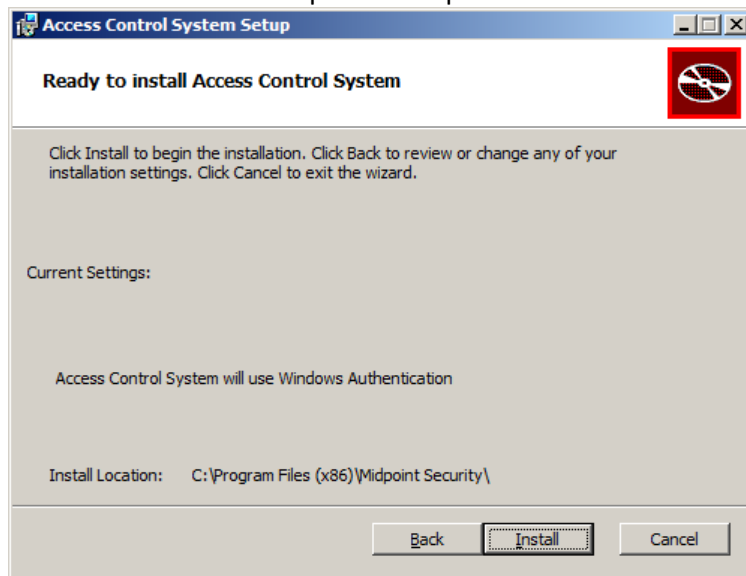 Access Control System Setup
Ready to install Access Control System
Click Install to begin the installation. Click Back to review or change any of your
installation settings. Click Cancel to exit the wizard.
Current Settings:
Access Control System will use Windows Authentication
Install Location: C:\Program Files (x86)\Midpoint Security\
Back Install Cancel